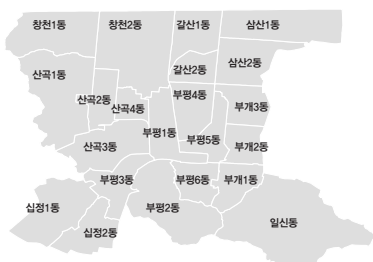 창천1동
창천2동
갈산1동
삼산1동
산곡1동
갈산2동
삼산2동
산곡2동
산곡4동
부평4동
부개3동
부평1동
부평5동
산곡3동
부개2동
부평3동
부평6동
부개1동
십정1동
부평2동
십정2동
일신동